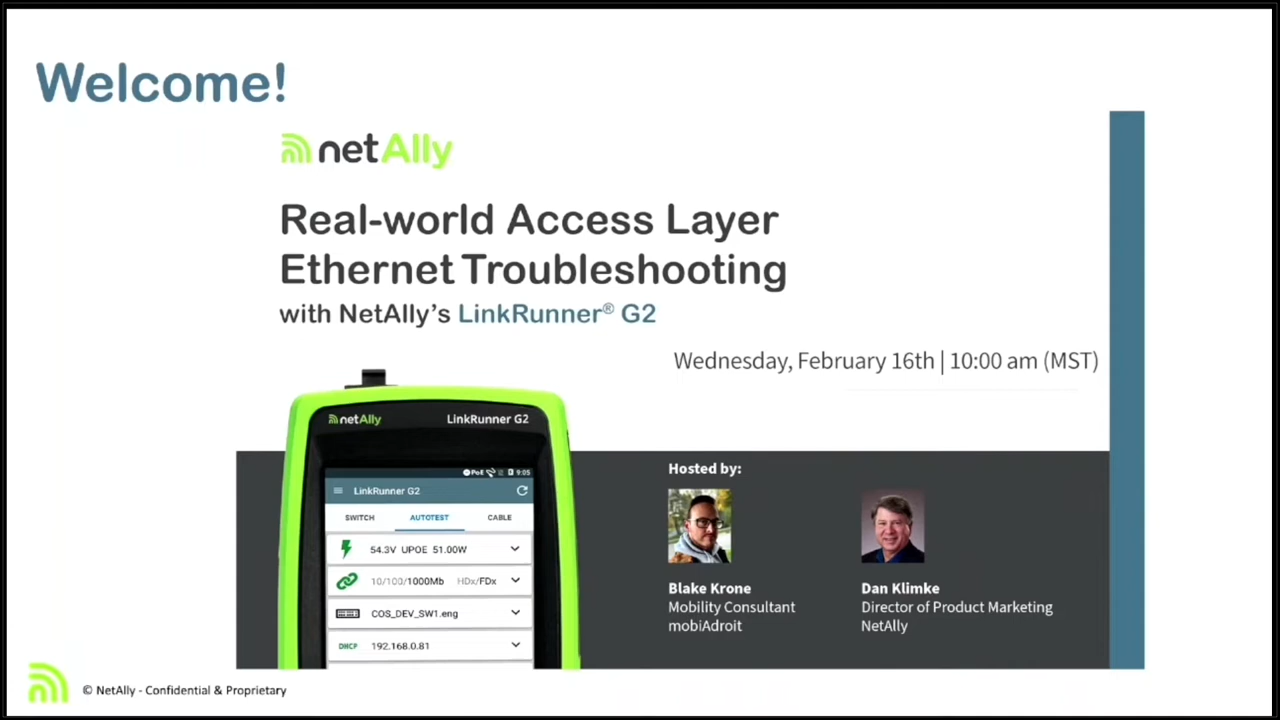 Welcome!
netAlly
Real-world Access Layer
Ethernet Troubleshooting
with NetAlly's LinkRunner® G2
Wednesday, February 16th | 10:00 am (MST)
netAlly LinkRunner G2
PoE 9:05
LinkRunner G2
SWITCH AUTOTEST CABLE
54.3V UPOE 51.00W
10/100/1000Mb HDx/FDx
COS_DEV_SW1.eng
DHCP 192.168.0.81
Hosted by:
Blake Krone
Mobility Consultant
mobiAdroit
Dan Klimke
Director of Product Marketing
NetAlly
© NetAlly - Confidential & Proprietary